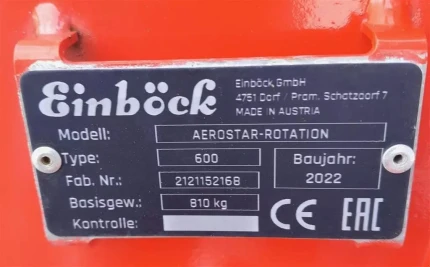 Einböck
Einböck GmbH
4751 Dorf / Pram, Schatzdorf 7
MADE IN AUSTRIA
Modell: AEROSTAR-ROTATION
Type: 600
Baujahr:
2022
Fab. Nr.: 2121152168
Basisgew.: 810 kg
Kontrolle:
CE EAC